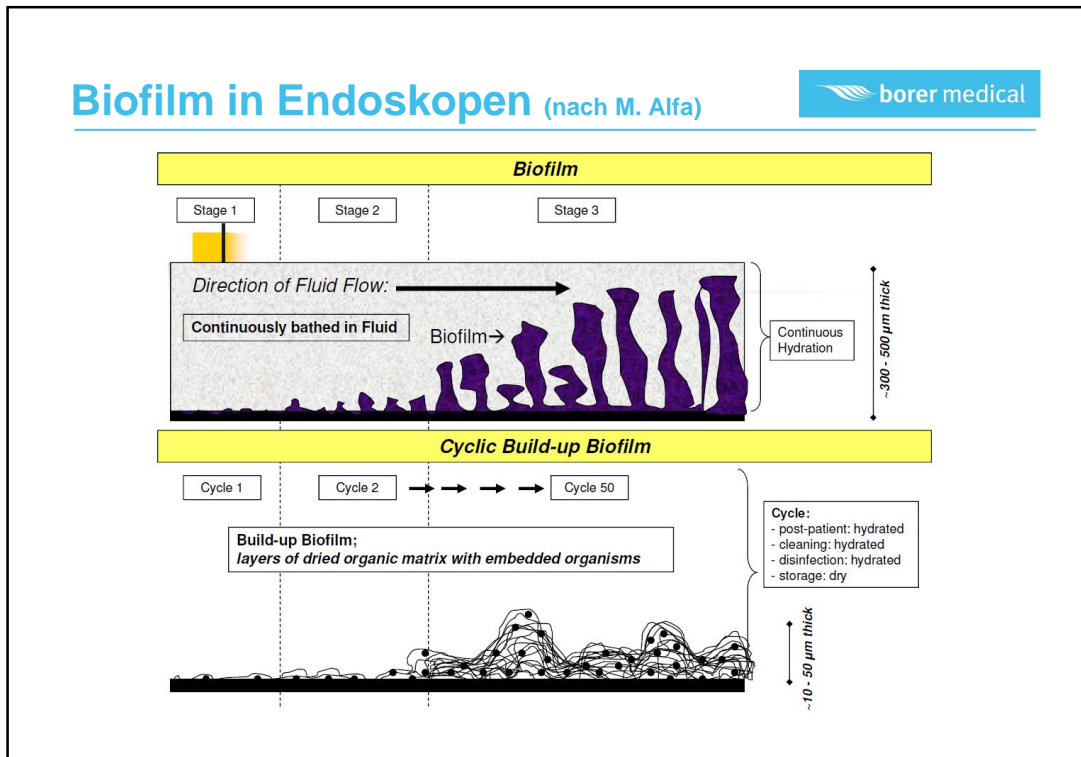 Biofilm in Endoskopen (nach M. Alfa)
borer medical
Biofilm
Stage 1
Stage 2
Stage 3
Direction of Fluid Flow:
Continuously bathed in Fluid
Biofilm→
Continuous
Hydration
~300 - 500 µm thick
Cyclic Build-up Biofilm
Cycle 1
Cycle 2
Cycle 50
Build-up Biofilm;
layers of dried organic matrix with embedded organisms
Cycle:
- post-patient: hydrated
- cleaning: hydrated
- disinfection: hydrated
- storage: dry
~10 - 50 µm thick